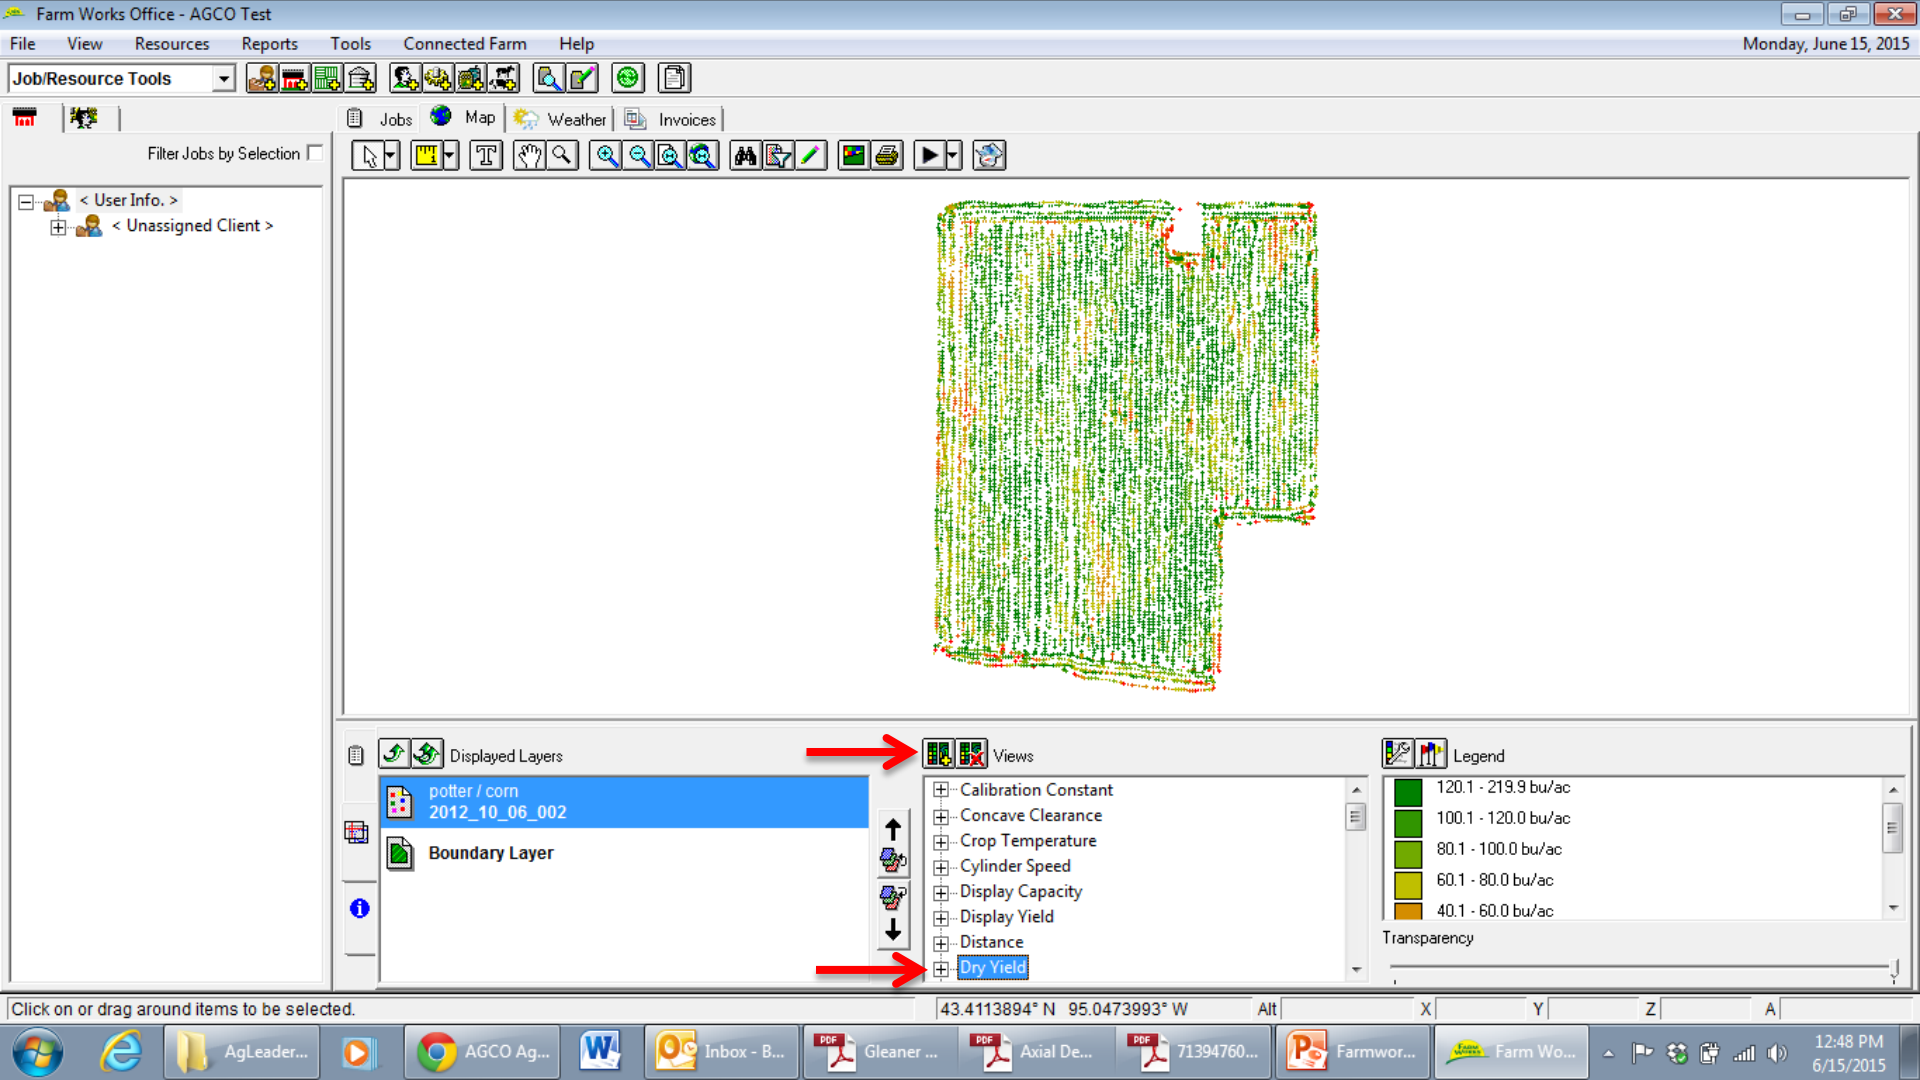 Farm Works Office - AGCO Test
File View Resources Reports Tools Connected Farm Help Monday, June 15, 2015
Job/Resource Tools
Jobs Map Weather Invoices
Filter Jobs by Selection
T
< User Info. >
< Unassigned Client >
Displayed Layers
potter / corn
2012_10_06_002
Boundary Layer
Views
Calibration Constant
Concave Clearance
Crop Temperature
Cylinder Speed
Display Capacity
Display Yield
Distance
Dry Yield
Legend
120.1 - 219.9 bu/ac
100.1 - 120.0 bu/ac
80.1 - 100.0 bu/ac
60.1 - 80.0 bu/ac
40.1 - 60.0 bu/ac
Transparency
Click on or drag around items to be selected. 43.4113894° N 95.0473993° W Alt X Y Z A
AgLeader... AGCO Ag... Inbox - B... PDF Gleaner ... PDF Axial De... PDF 71394760... Farmwor... Farm Wo...
12:48 PM
6/15/2015